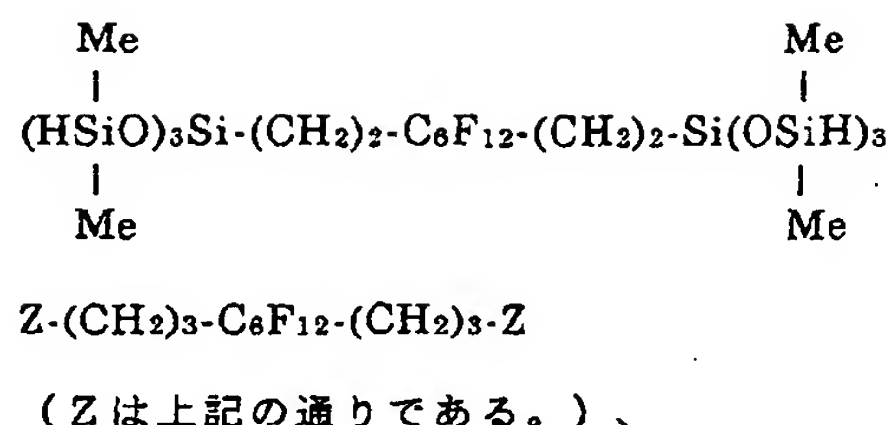 Me Me
| |
(HSiO)₃Si-(CH₂)₂-C₆F₁₂-(CH₂)₂-Si(OSiH)₃
| |
Me Me
Z-(CH₂)₃-C₆F₁₂-(CH₂)₃-Z
(Zは上記の通りである。)、